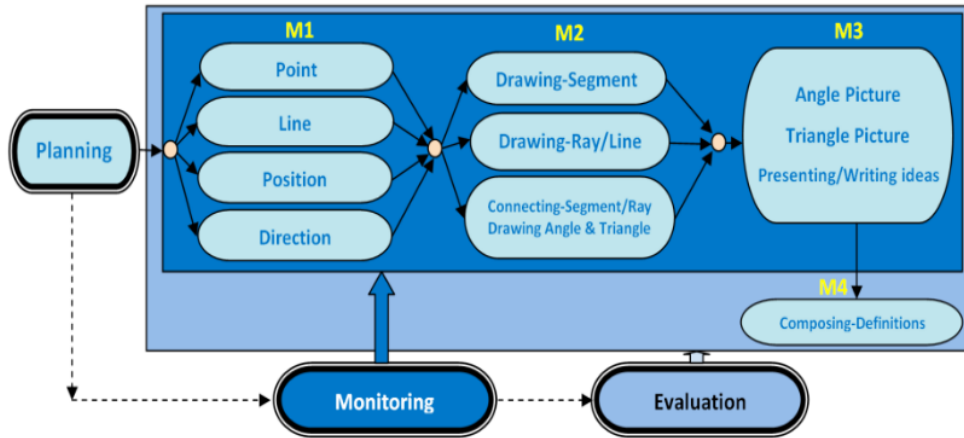 M1
M2
M3
Point
Line
Position
Direction
Planning
Drawing-Segment
Drawing-Ray/Line
Connecting-Segment/Ray
Drawing Angle & Triangle
Angle Picture
Triangle Picture
Presenting/Writing ideas
M4
Composing-Definitions
Monitoring
Evaluation